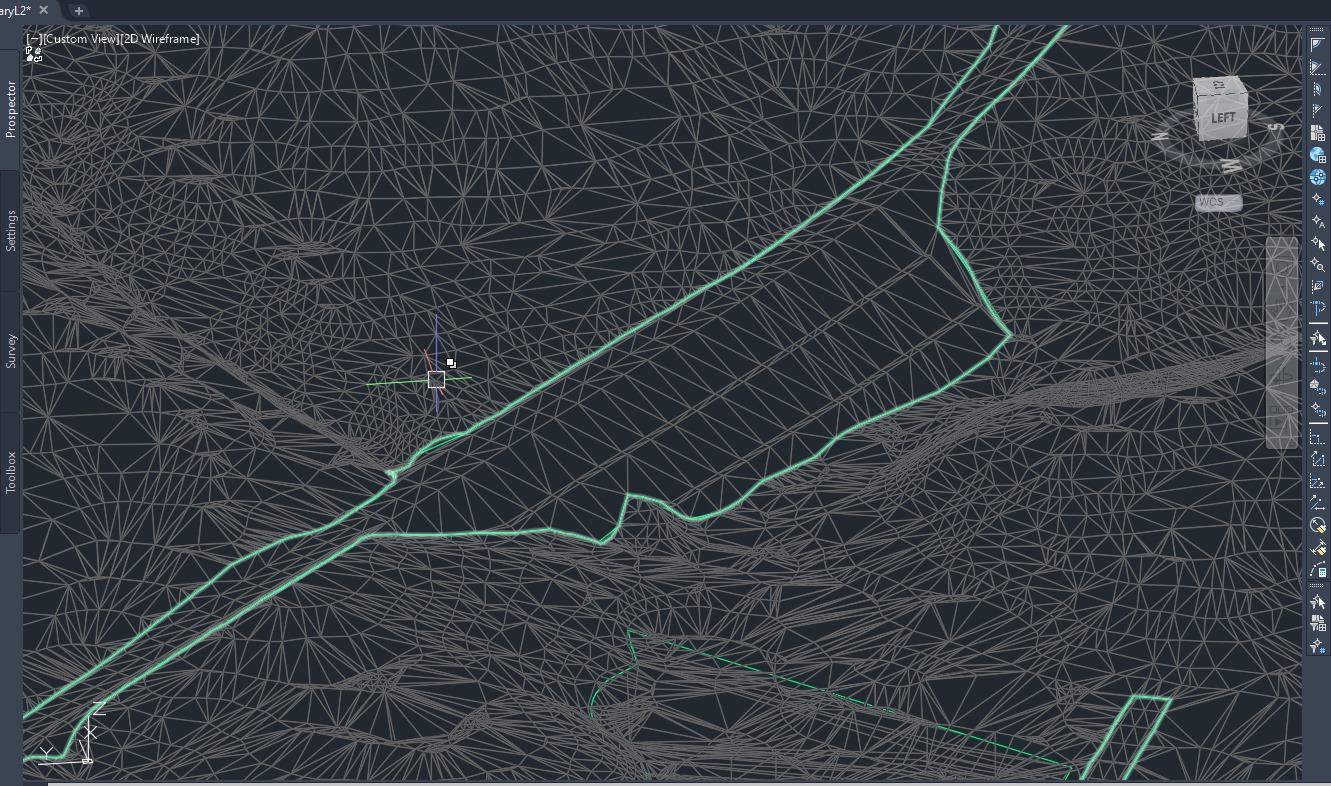 aryL2*
[−][Custom View][2D Wireframe]
Prospector
Settings
Survey
Toolbox
LEFT
N
S
W
WCS
Z
X
Y